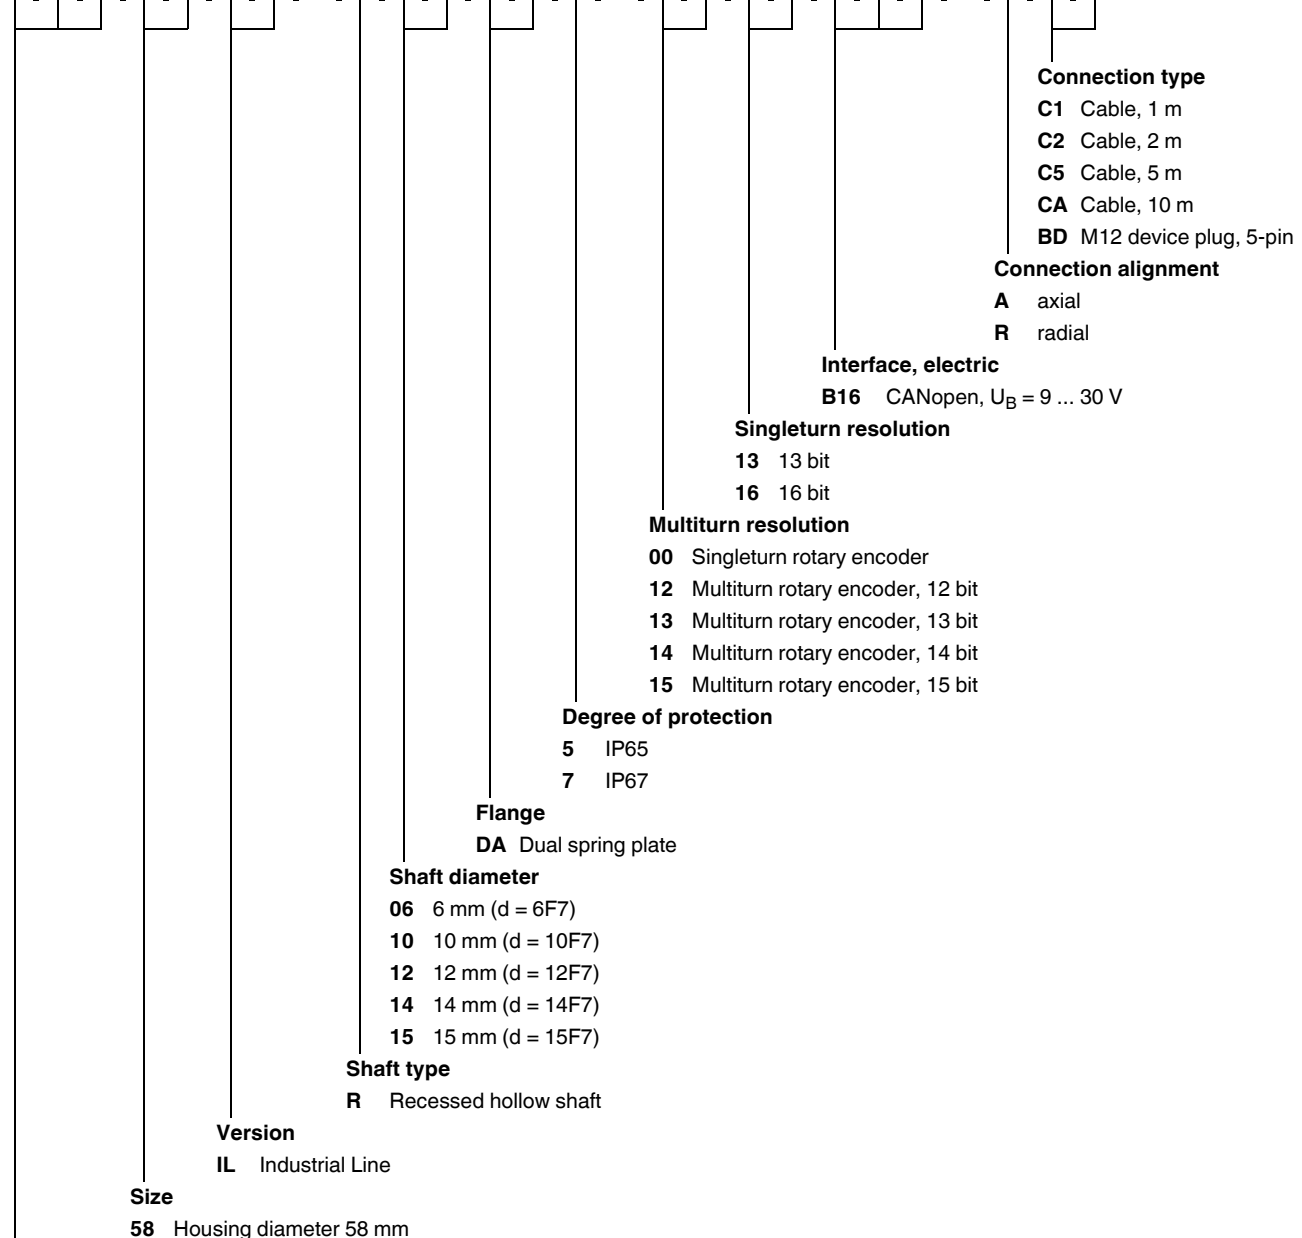 Connection type
C1 Cable, 1 m
C2 Cable, 2 m
C5 Cable, 5 m
CA Cable, 10 m
BD M12 device plug, 5-pin
Connection alignment
A axial
R radial
Interface, electric
B16 CANopen, UB = 9 ... 30 V
Singleturn resolution
13 13 bit
16 16 bit
Multiturn resolution
00 Singleturn rotary encoder
12 Multiturn rotary encoder, 12 bit
13 Multiturn rotary encoder, 13 bit
14 Multiturn rotary encoder, 14 bit
15 Multiturn rotary encoder, 15 bit
Degree of protection
5 IP65
7 IP67
Flange
DA Dual spring plate
Shaft diameter
06 6 mm (d = 6F7)
10 10 mm (d = 10F7)
12 12 mm (d = 12F7)
14 14 mm (d = 14F7)
15 15 mm (d = 15F7)
Shaft type
R Recessed hollow shaft
Version
IL Industrial Line
Size
58 Housing diameter 58 mm